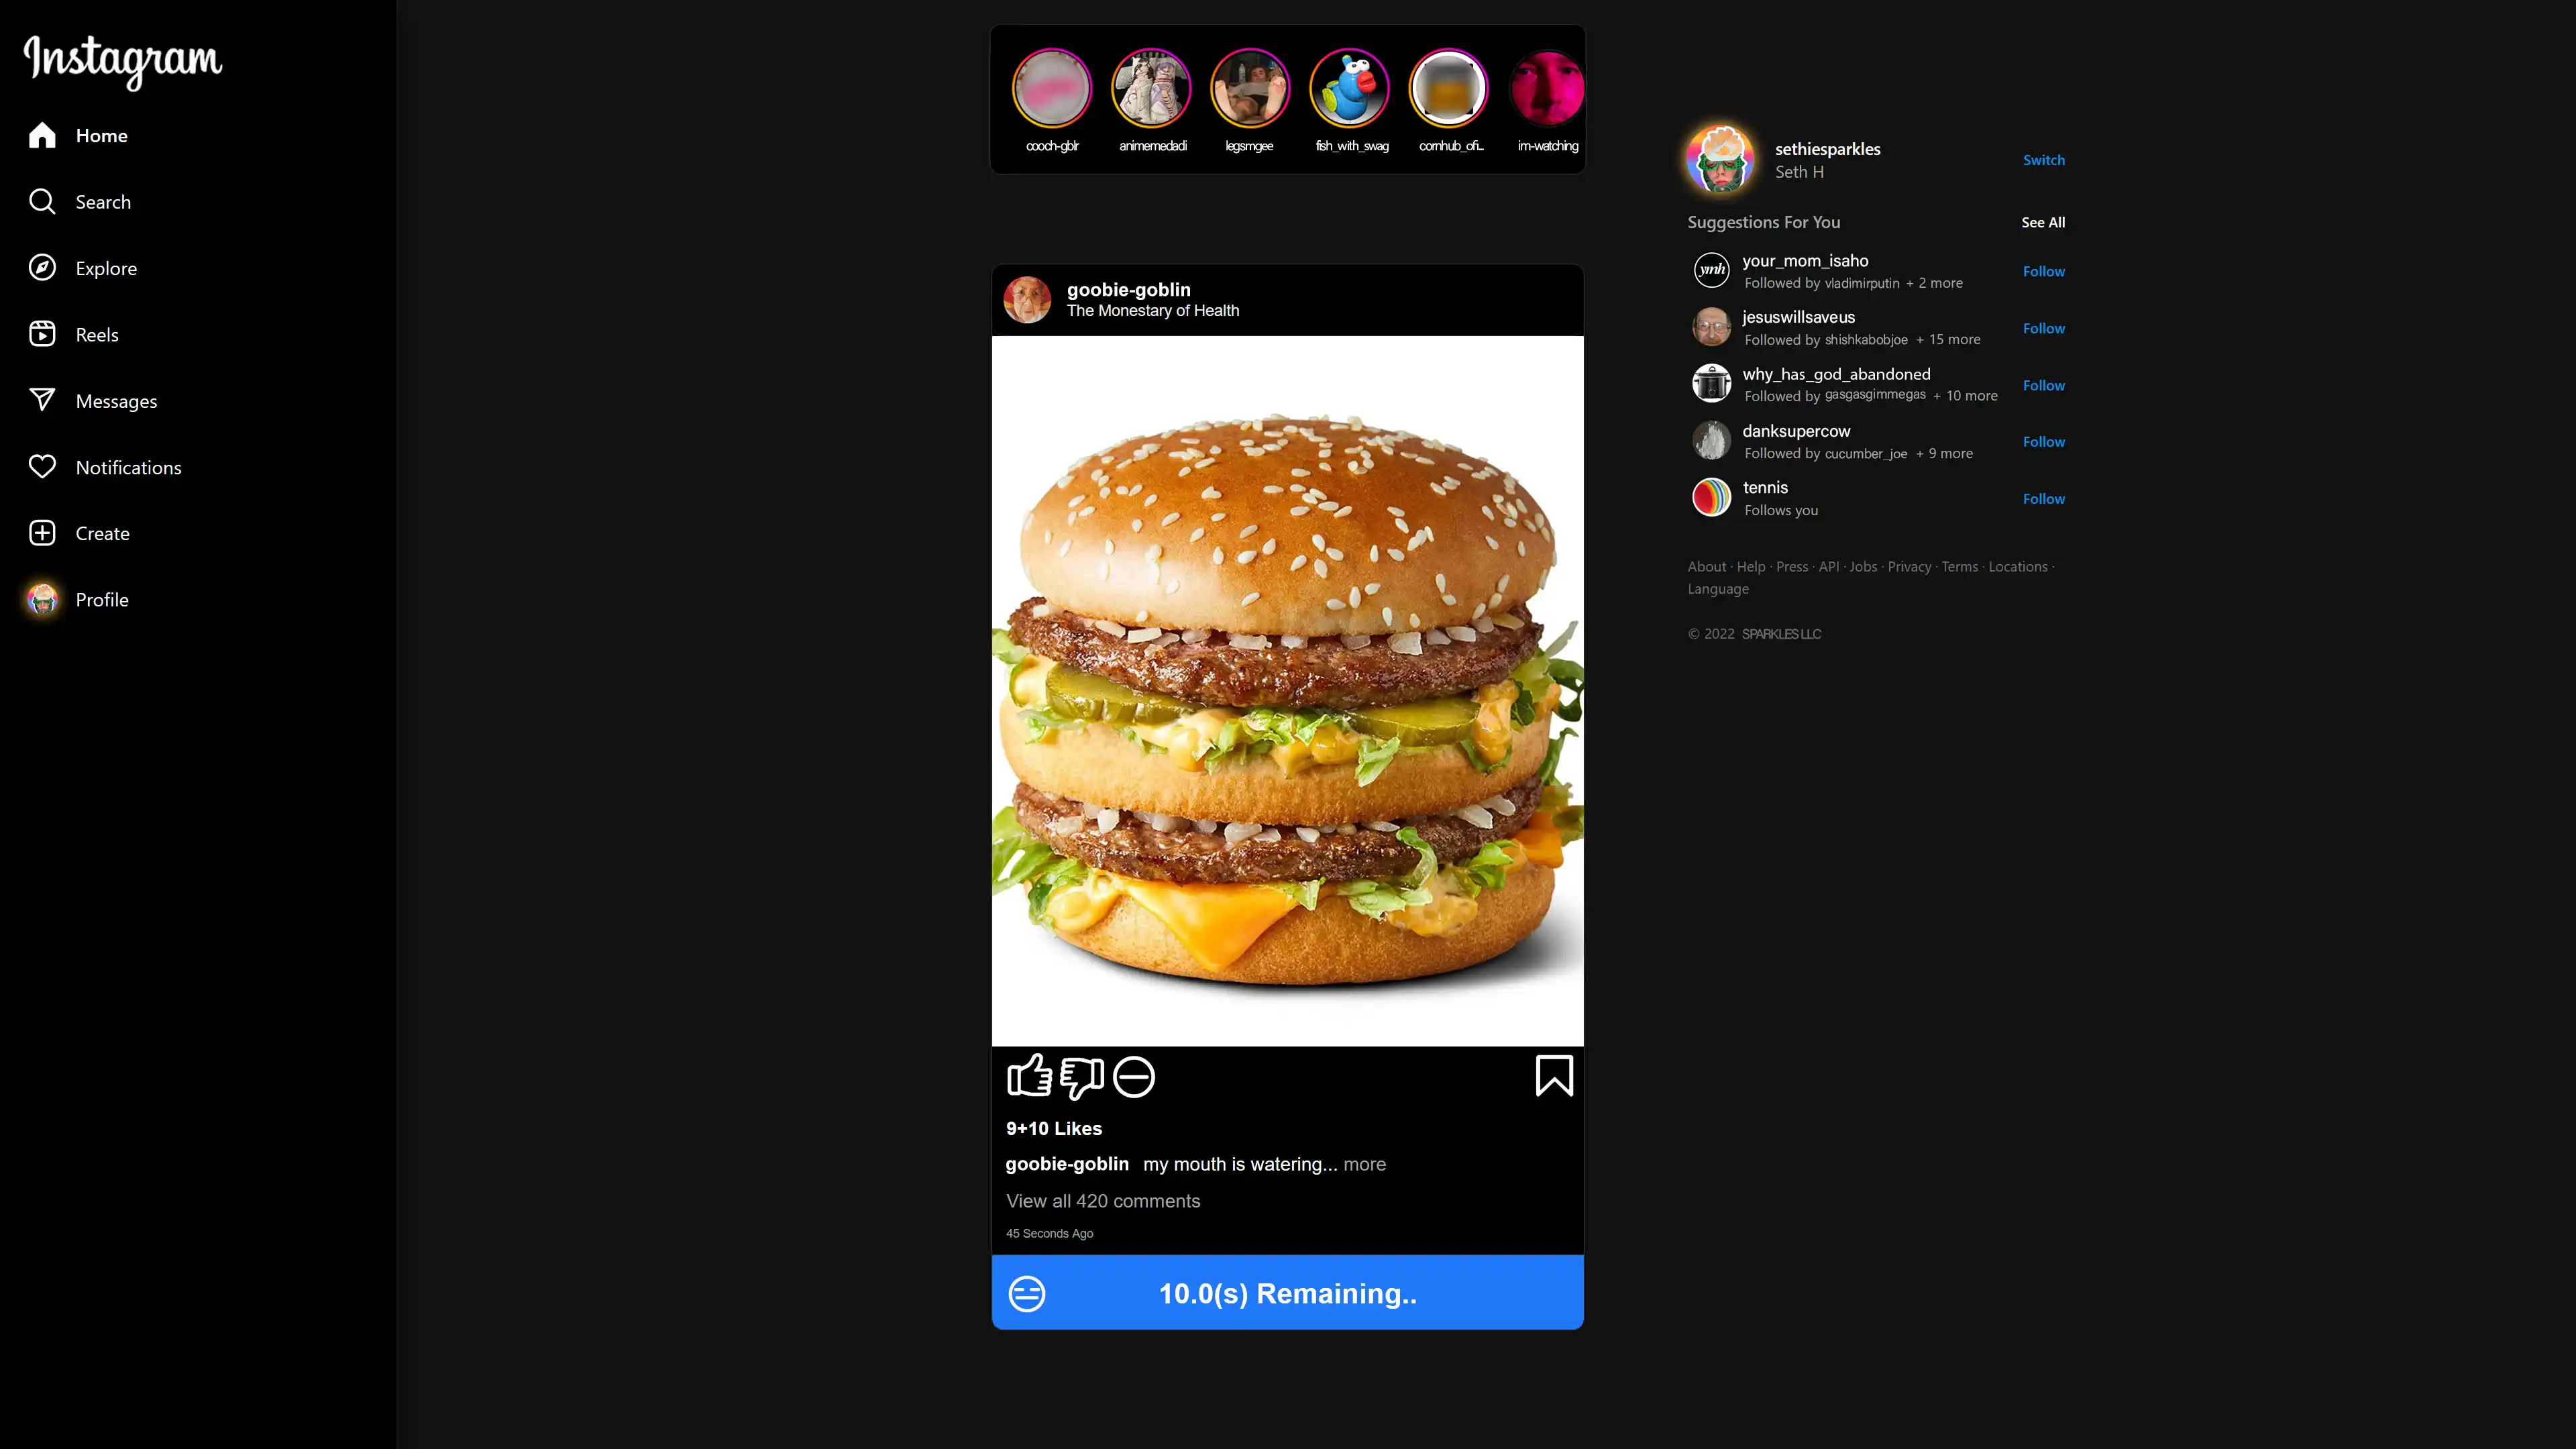 Instagram
Home
Search
Explore
Reels
Messages
Notifications
Create
Profile
cooch-gblr
animemedadi
legsmgee
fish_with_swag
cornhub_ofi...
im-watching
goobie-goblin
The Monestary of Health
9+10 Likes
goobie-goblin my mouth is watering... more
View all 420 comments
45 Seconds Ago
10.0(s) Remaining..
sethiesparkles
Seth H
Switch
Suggestions For You
See All
ymh
your_mom_isaho
Followed by vladimirputin + 2 more
Follow
jesuswillsaveus
Followed by shishkabobjoe + 15 more
Follow
why_has_god_abandoned
Followed by gasgasgimmegas + 10 more
Follow
danksupercow
Followed by cucumber_joe + 9 more
Follow
tennis
Follows you
Follow
About · Help · Press · API · Jobs · Privacy · Terms · Locations ·
Language
© 2022 SPARKLES LLC